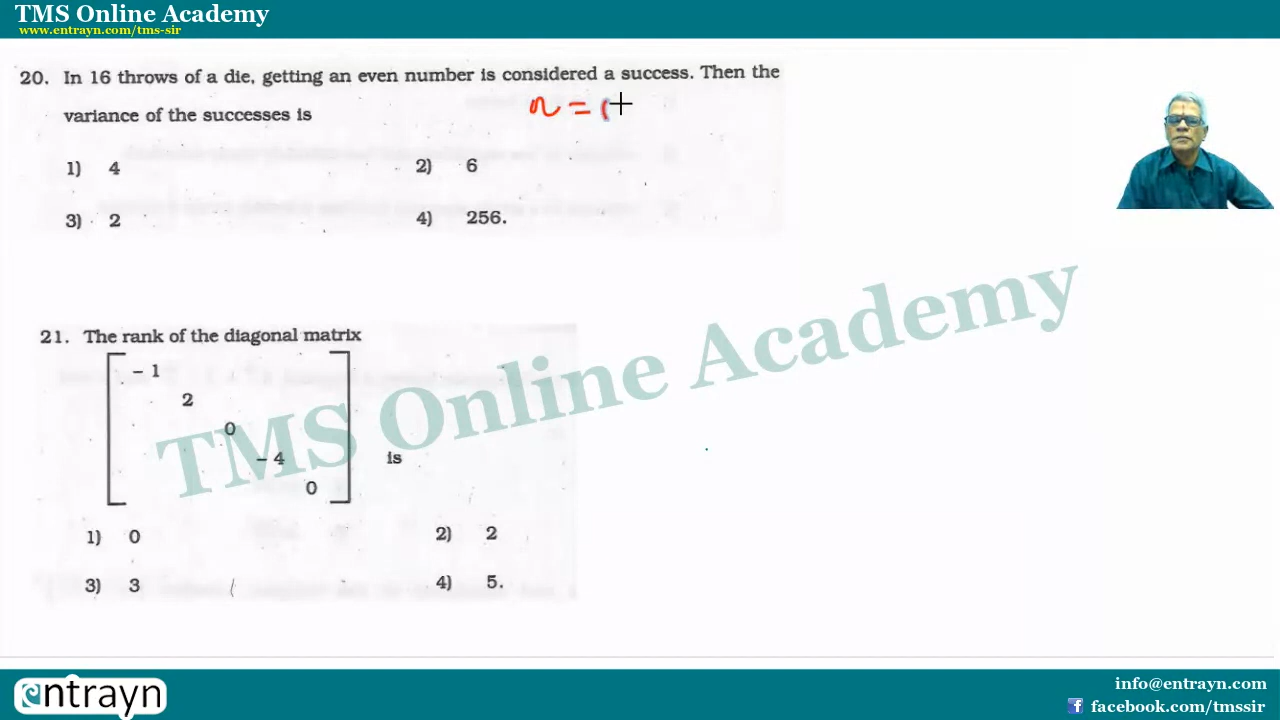 TMS Online Academy
www.entrayn.com/tms-sir
20. In 16 throws of a die, getting an even number is considered a success. Then the
variance of the successes is
n = (
1) 4 2) 6
3) 2 4) 256.
21. The rank of the diagonal matrix
- 1
2
0
- 4
is
0
1) 0 2) 2
3) 3 4) 5.
TMS Online Academy
entrayn
info@entrayn.com
facebook.com/tmssir